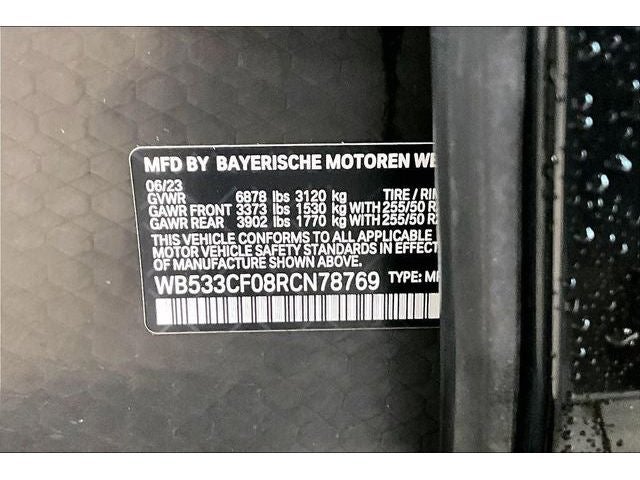 MFD BY BAYERISCHE MOTOREN WE
06/23
GVWR 6878 lbs 3120 kg TIRE / RIM
GAWR FRONT 3373 lbs 1530 kg WITH 255/50 R
GAWR REAR 3902 lbs 1770 kg WITH 255/50 R
THIS VEHICLE CONFORMS TO ALL APPLICABLE
MOTOR VEHICLE SAFETY STANDARDS IN EFFECT
OF MANUFACTURE SHOWN ABOVE.
WB533CF08RCN78769 TYPE: M